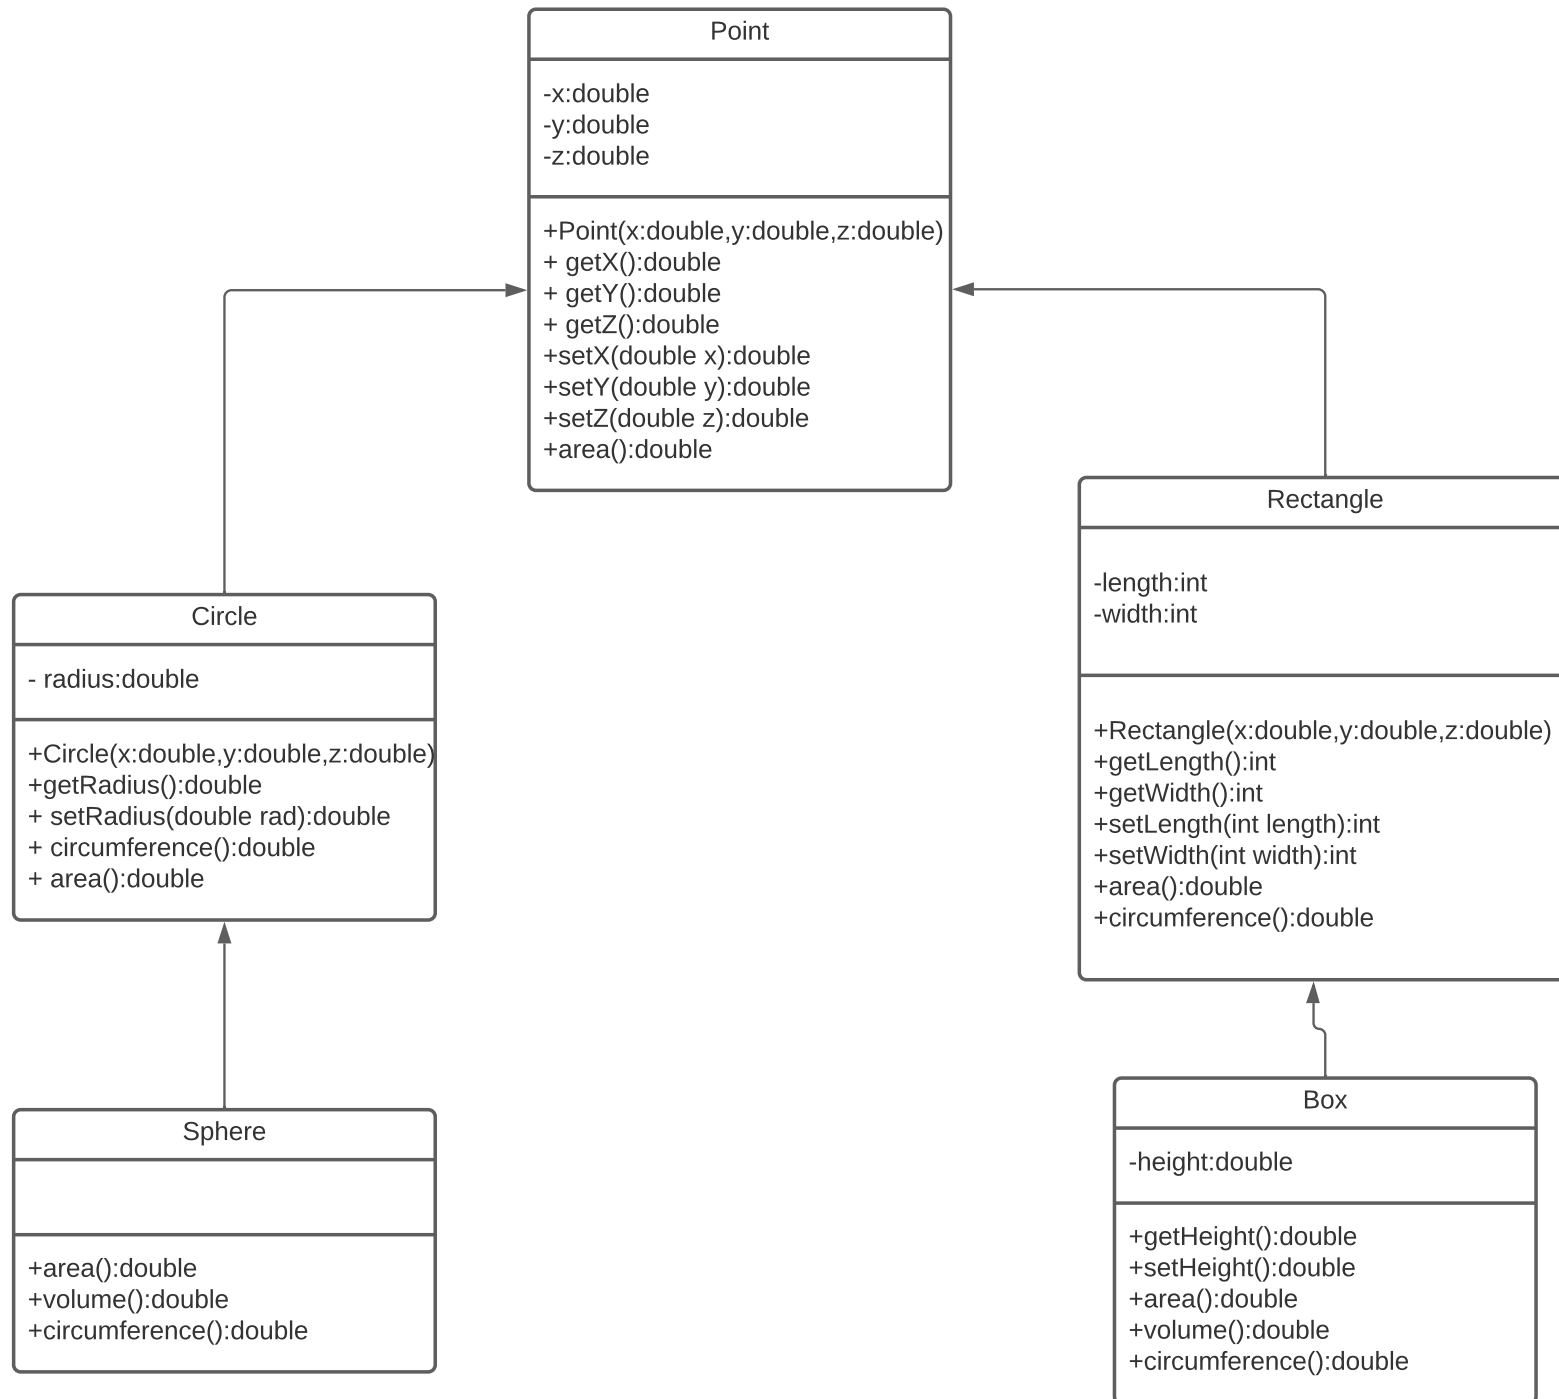 Point
-x:double
-y:double
-z:double
+Point(x:double,y:double,z:double)
+ getX():double
+ getY():double
+ getZ():double
+setX(double x):double
+setY(double y):double
+setZ(double z):double
+area():double
Circle
- radius:double
+Circle(x:double,y:double,z:double)
+getRadius():double
+ setRadius(double rad):double
+ circumference():double
+ area():double
Rectangle
-length:int
-width:int
+Rectangle(x:double,y:double,z:double)
+getLength():int
+getWidth():int
+setLength(int length):int
+setWidth(int width):int
+area():double
+circumference():double
Sphere
+area():double
+volume():double
+circumference():double
Box
-height:double
+getHeight():double
+setHeight():double
+area():double
+volume():double
+circumference():double